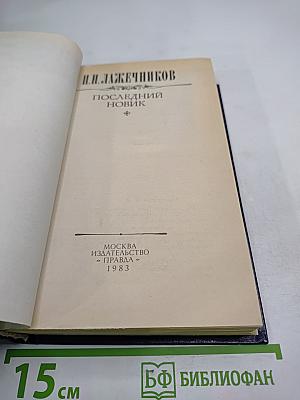 И.И. ЛАЖЕЧНИКОВ
ПОСЛЕДНИЙ
НОВИК
МОСКВА
ИЗДАТЕЛЬСТВО
«ПРАВДА»
1983
15 см
БФ БИБЛИОФАН